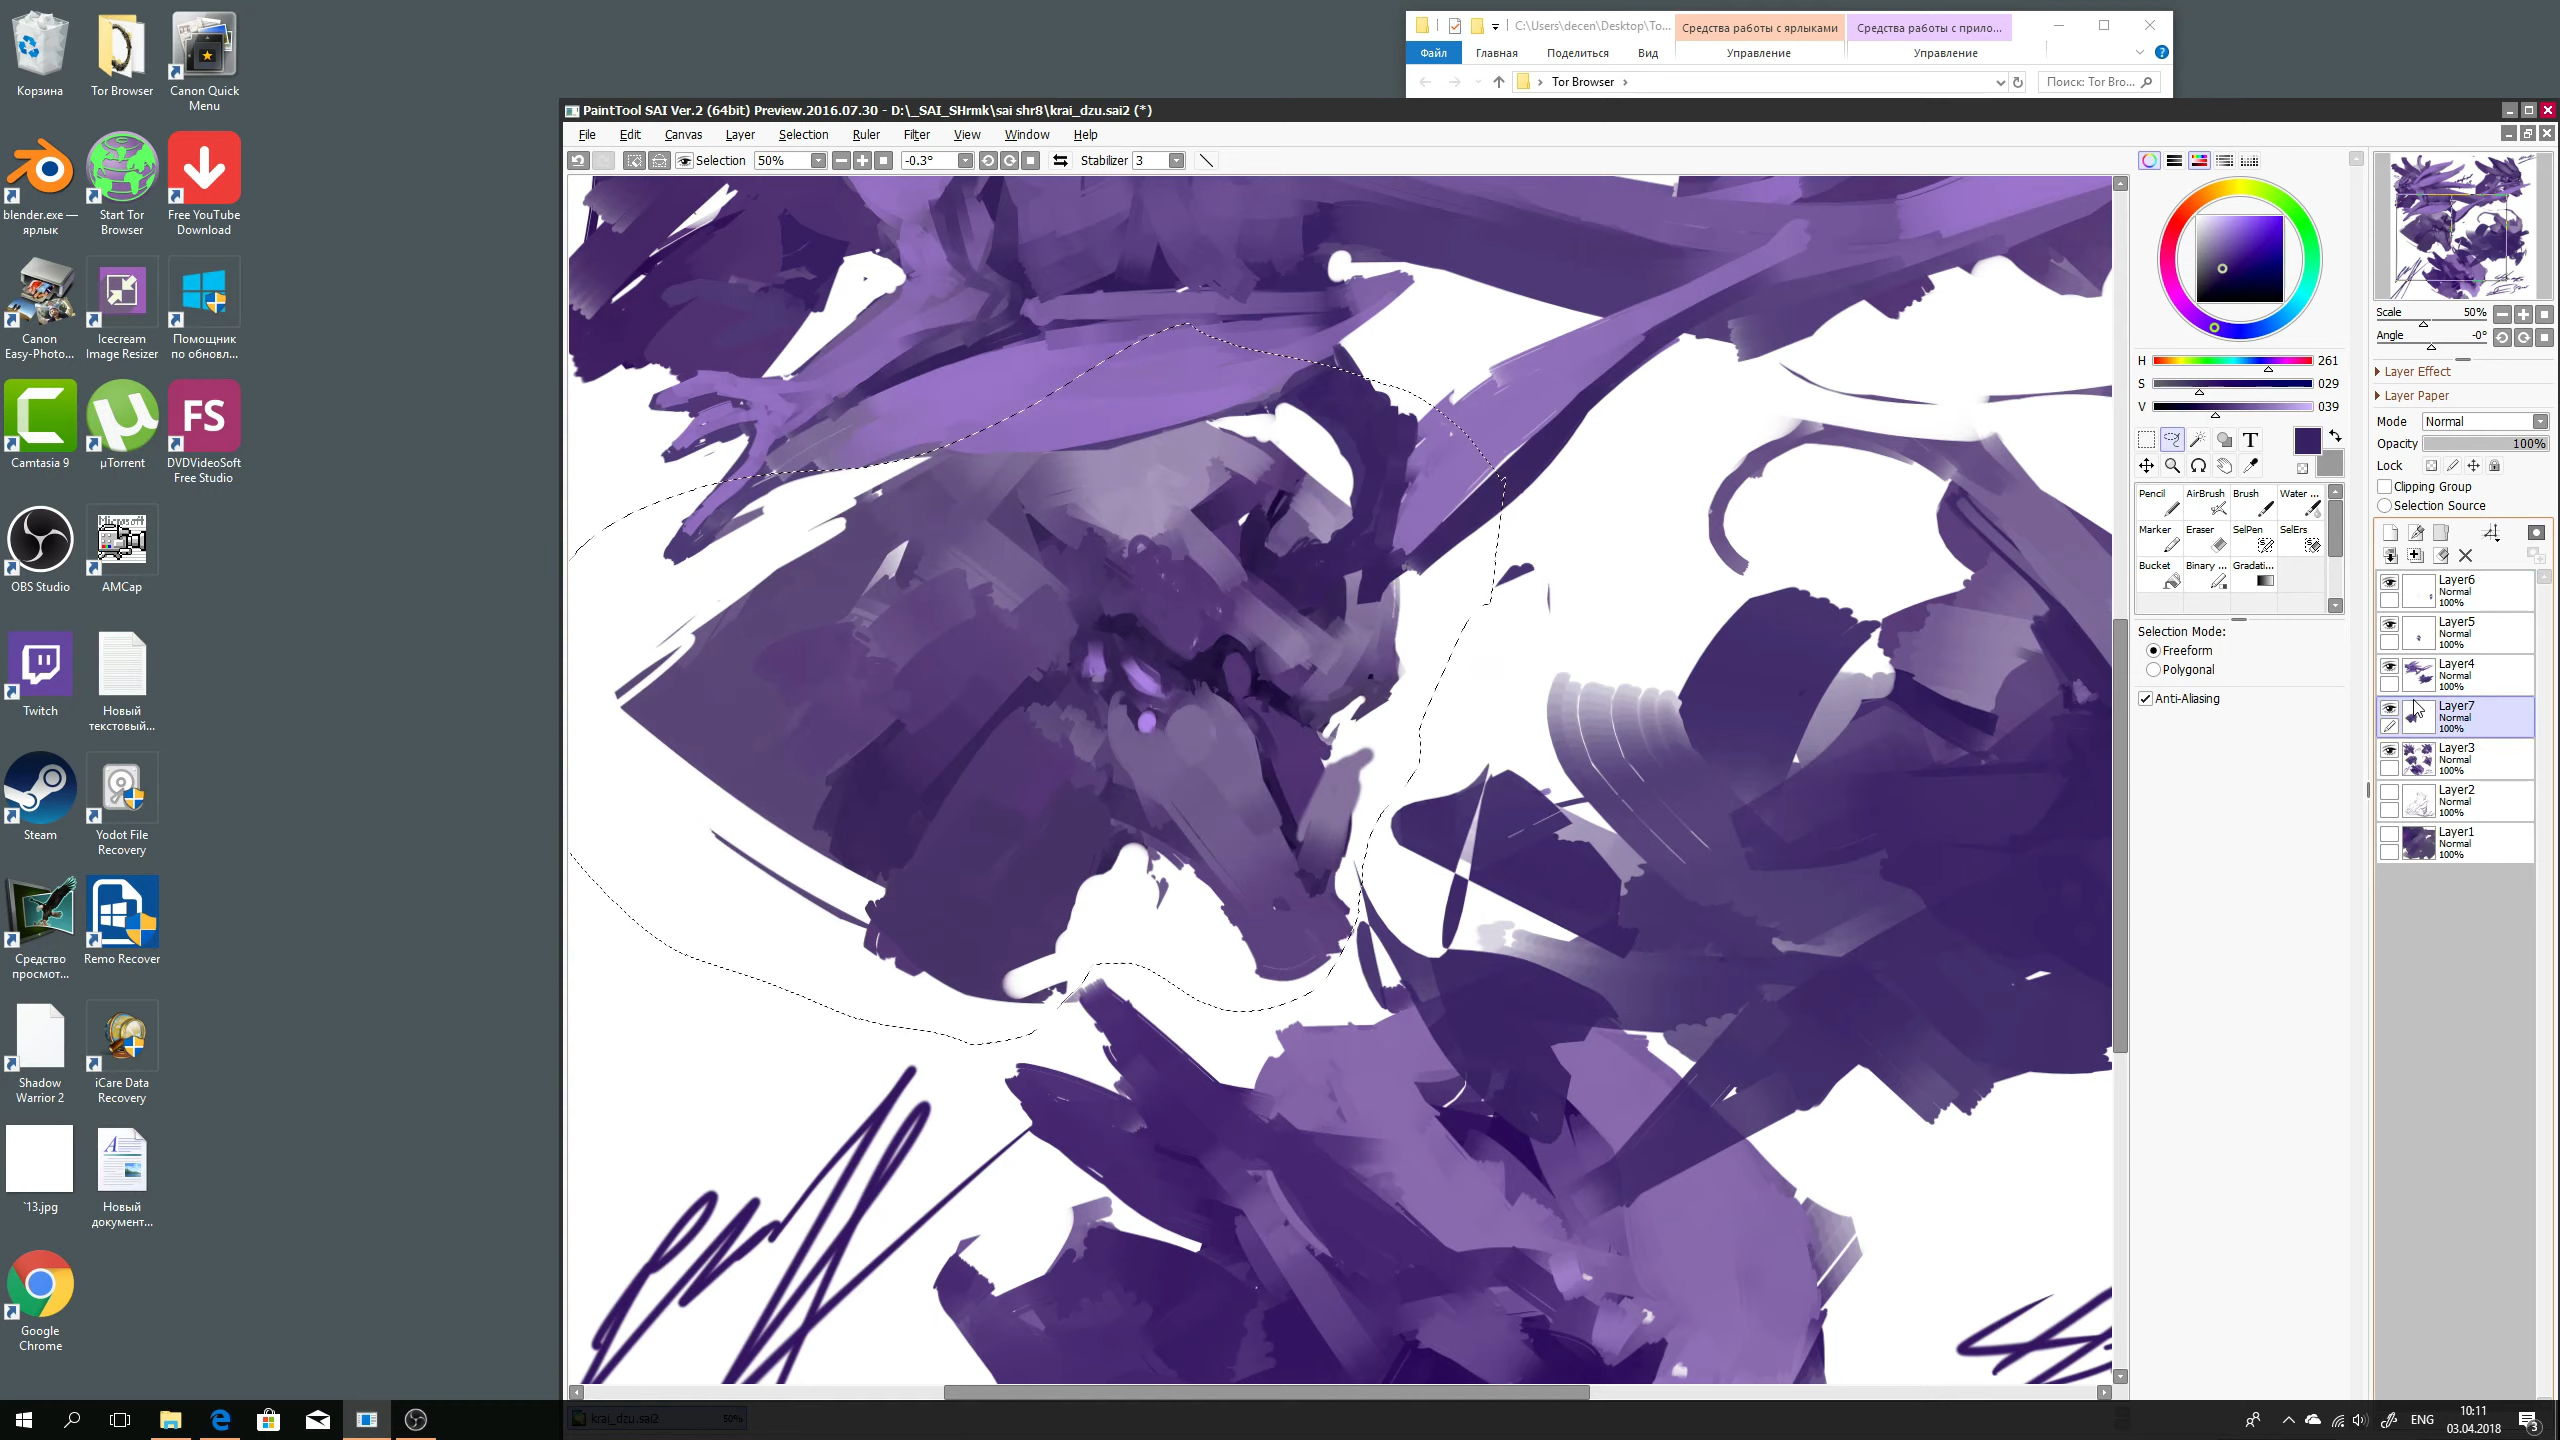 Корзина
Tor Browser
Canon Quick
Menu
blender.exe —
ярлык
Start Tor
Browser
Free YouTube
Download
Canon
Easy-Photo...
Icecream
Image Resizer
Помощник
по обновл...
Camtasia 9
µTorrent
DVDVideoSoft
Free Studio
FS
OBS Studio
Microsoft
AMCap
Twitch
Новый
текстовый...
Steam
Yodot File
Recovery
Средство
просмот...
Remo Recover
Shadow
Warrior 2
iCare Data
Recovery
`13.jpg
Новый
документ...
Google
Chrome
C:\Users\decen\Desktop\To...
Средства работы с ярлыками
Средства работы с прило...
Файл
Главная
Поделиться
Вид
Управление
Управление
Tor Browser
Поиск: Tor Bro...
PaintTool SAI Ver.2 (64bit) Preview.2016.07.30 - D:\_SAI_SHrmk\sai shr8\krai_dzu.sai2 (*)
File Edit Canvas Layer Selection Ruler Filter View Window Help
Selection 50% -0.3° Stabilizer 3
H 261
S 029
V 039
T
Pencil AirBrush Brush Water ...
Marker Eraser SelPen SelErs
Bucket Binary ... Gradati...
Selection Mode:
Freeform
Polygonal
Anti-Aliasing
Scale 50%
Angle -0°
Layer Effect
Layer Paper
Mode Normal
Opacity 100%
Lock
Clipping Group
Selection Source
Layer6
Normal
100%
Layer5
Normal
100%
Layer4
Normal
100%
Layer7
Normal
100%
Layer3
Normal
100%
Layer2
Normal
100%
Layer1
Normal
100%
krai_dzu.sai2 50%
ENG
10:11
03.04.2018
3